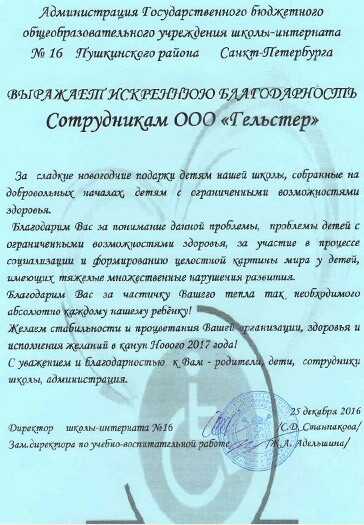 Администрация Государственного бюджетного
общеобразовательного учреждения школы-интерната
№ 16 Пушкинского района Санкт-Петербурга
ВЫРАЖАЕТ ИСКРЕННЮЮ БЛАГОДАРНОСТЬ
Сотрудникам ООО «Гельстер»
За сладкие новогодние подарки детям нашей школы, собранные на
добровольных началах, детям с ограниченными возможностями
здоровья.
Благодарим Вас за понимание данной проблемы, проблемы детей с
ограниченными возможностями здоровья, за участие в процессе
социализации и формированию целостной картины мира у детей,
имеющих тяжелые множественные нарушения развития.
Благодарим Вас за частичку Вашего тепла так необходимого
абсолютно каждому нашему ребёнку!
Желаем стабильности и процветания Вашей организации, здоровья и
исполнения желаний в канун Нового 2017 года!
С уважением и благодарностью к Вам - родители, дети, сотрудники
школы, администрация.
25 декабря 2016
Директор школы-интерната №16 /С.Д. Станпакова/
Зам.директора по учебно-воспитательной работе /Ж.А. Адельшина/